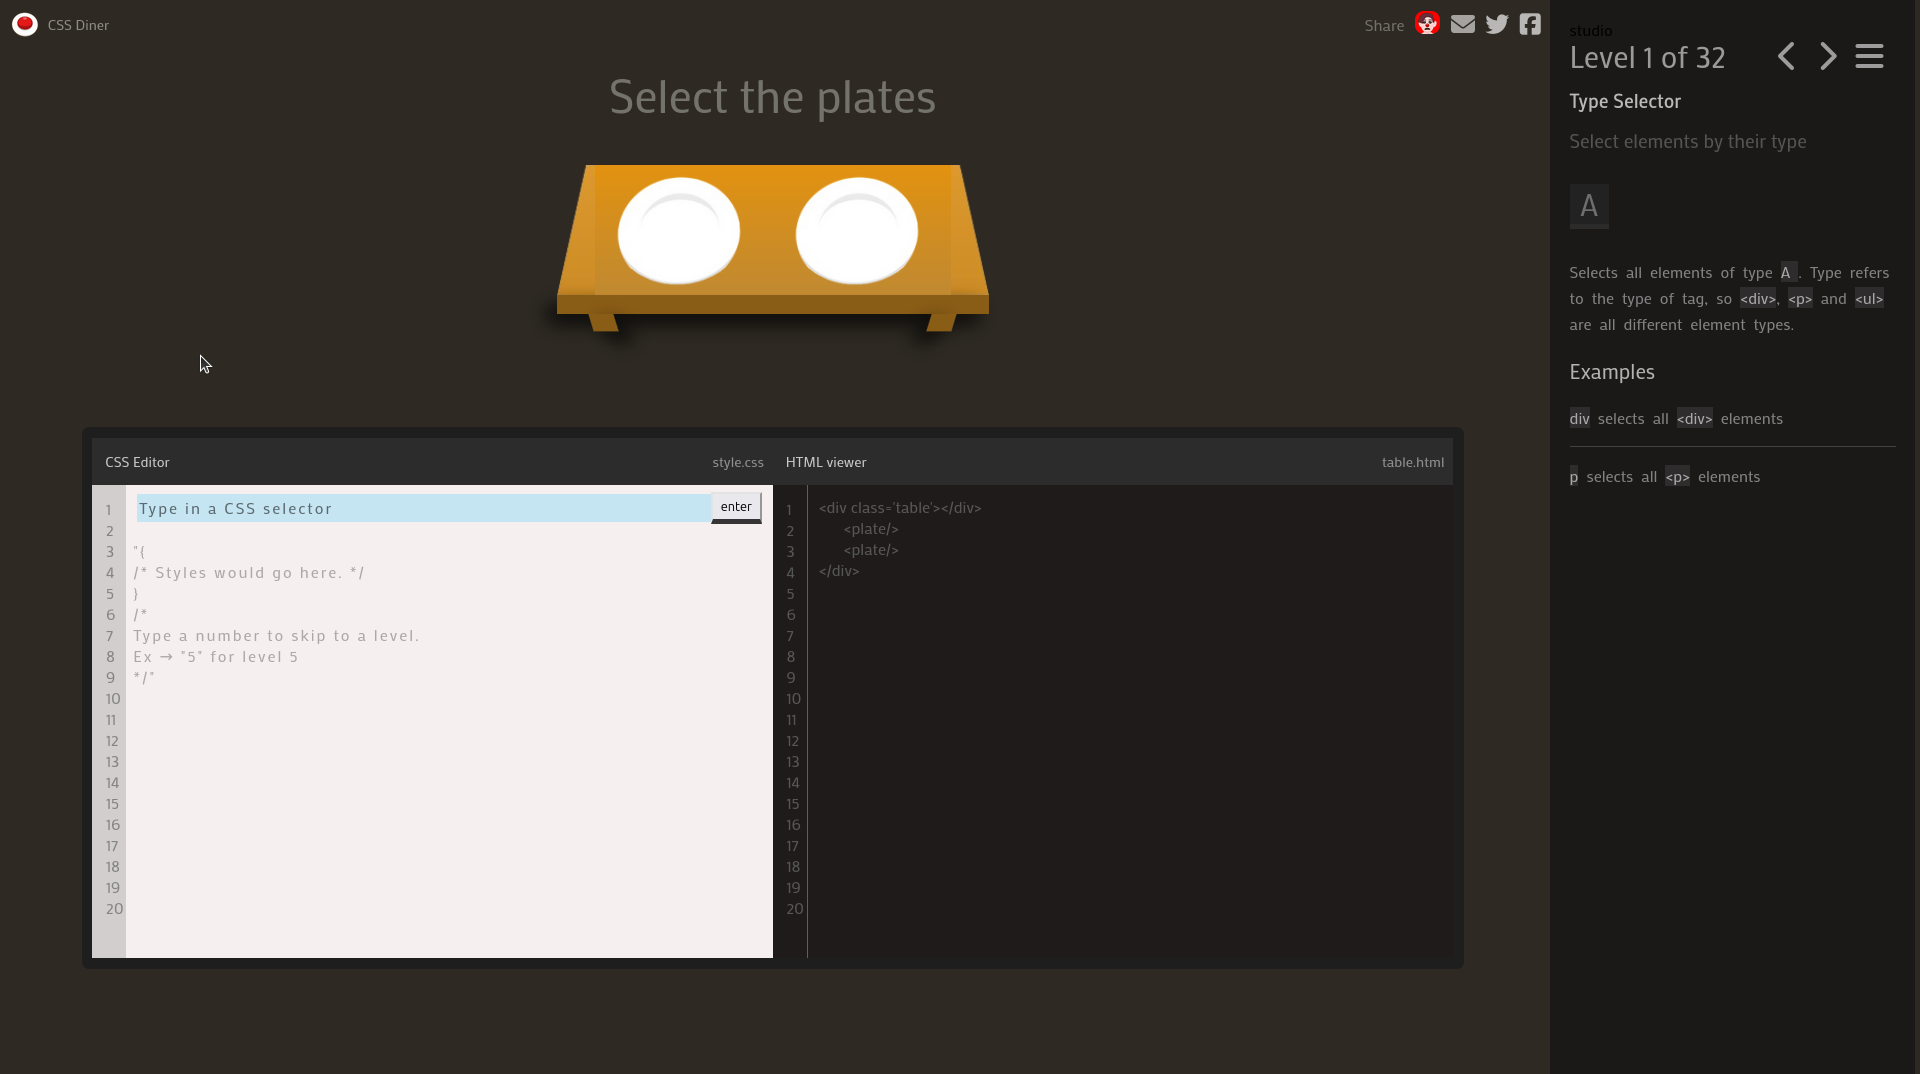 CSS Diner
Share
Select the plates
studio
Level 1 of 32
Type Selector
Select elements by their type
A
Selects all elements of type A . Type refers
to the type of tag, so <div>, <p> and <ul>
are all different element types.
Examples
div selects all <div> elements
p selects all <p> elements
CSS Editor
style.css
1
2
3
4
5
6
7
8
9
10
11
12
13
14
15
16
17
18
19
20
Type in a CSS selector
enter
"{
/* Styles would go here. */
}
/*
Type a number to skip to a level.
Ex → "5" for level 5
*/"
HTML viewer
table.html
1
2
3
4
5
6
7
8
9
10
11
12
13
14
15
16
17
18
19
20
<div class='table'></div>
<plate/>
<plate/>
</div>